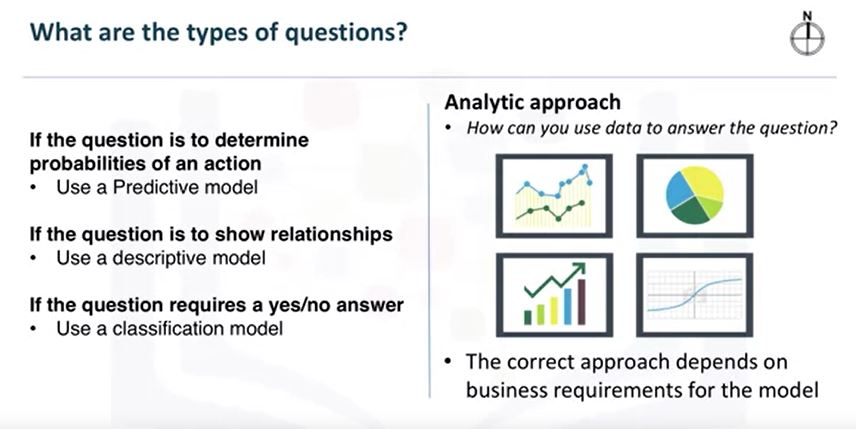 What are the types of questions?
N
If the question is to determine
probabilities of an action
• Use a Predictive model
If the question is to show relationships
• Use a descriptive model
If the question requires a yes/no answer
• Use a classification model
Analytic approach
• How can you use data to answer the question?
• The correct approach depends on
business requirements for the model